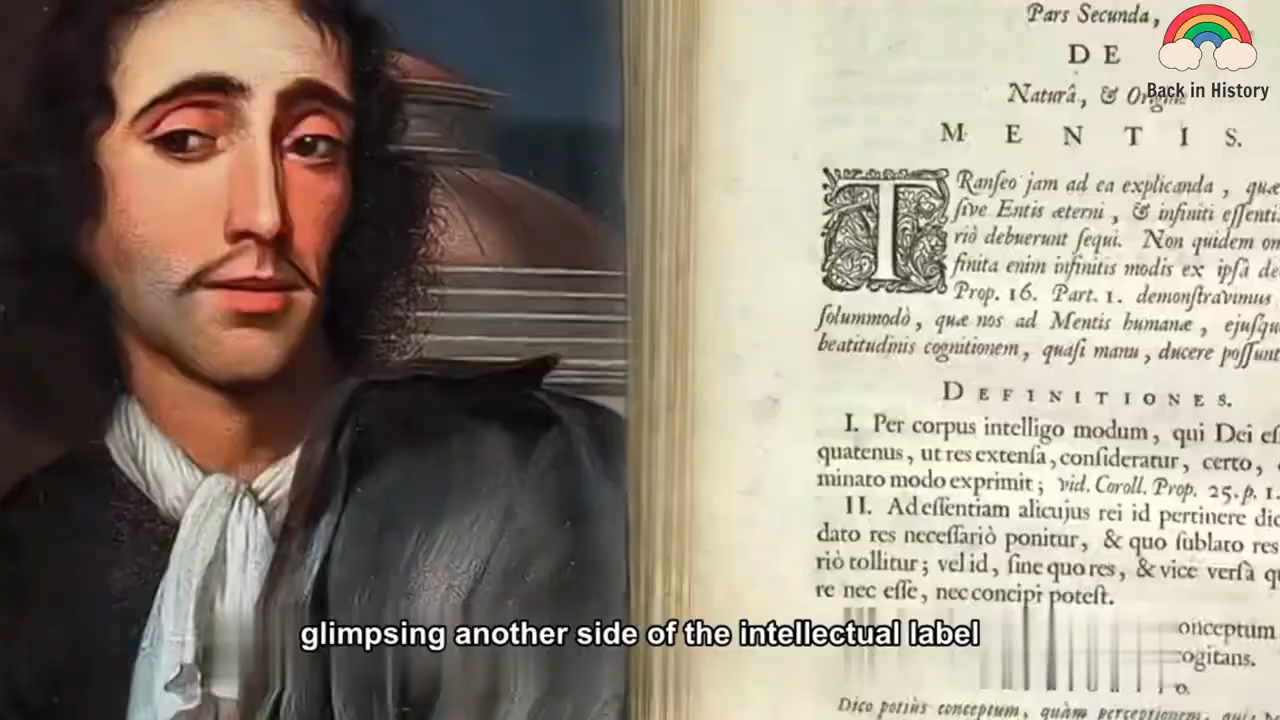 Pars Secunda,
D E
Naturâ, & Origine
M E N T I S.
Back in History
TRanſeo jam ad ea explicanda, quæ
ſive Entis æterni, & infiniti eſſenti
riò debuerunt ſequi. Non quidem om
finita enim infinitis modis ex ipſâ de
Prop. 16. Part. 1. demonſtravimus
ſolummodò, quæ nos ad Mentis humanæ, ejuſqu
beatitudinis cognitionem, quaſi manu, ducere poſſunt
D E F I N I T I O N E S.
I. Per corpus intelligo modum, qui Dei eſ
quatenus, ut res extenſa, conſideratur, certo,
minato modo exprimit; vid. Coroll. Prop. 25. p. 1.
II. Ad eſſentiam alicujus rei id pertinere dic
dato res neceſſariò ponitur, & quo ſublato res
riò tollitur; vel id, ſine quo res, & vice verſâ q
re nec eſſe, nec concipi poteſt.
onceptum
ogitans.
glimpsing another side of the intellectual label
Dico potiùs conceptum, quàm perceptionem, quia